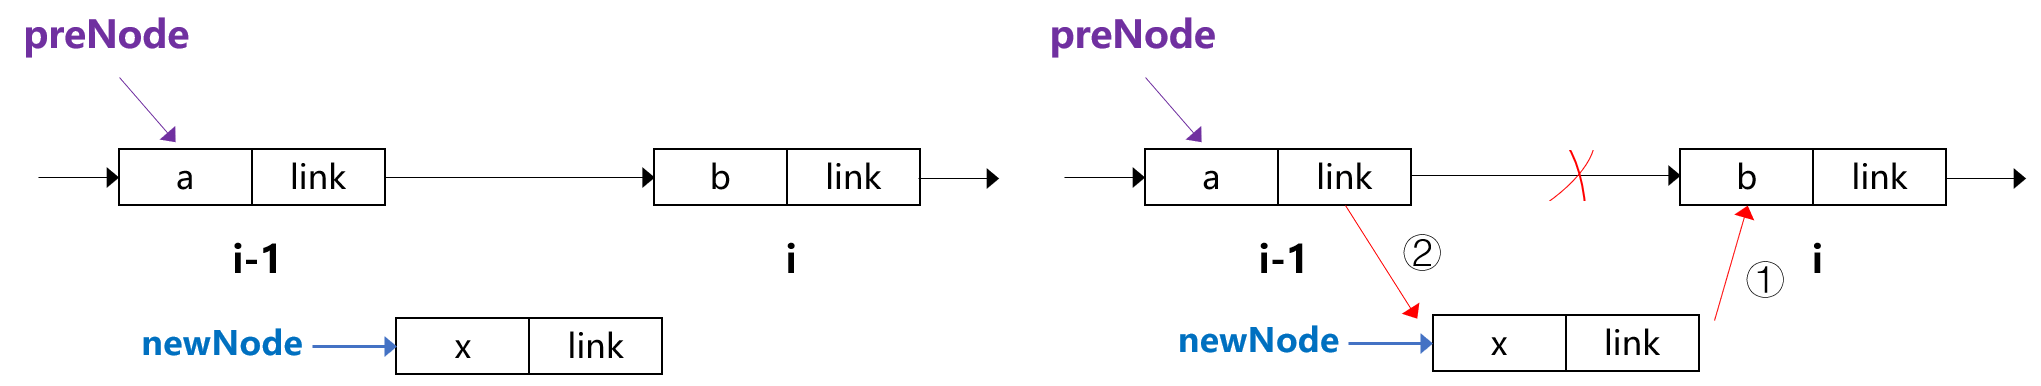 preNode
a link
b link
i-1
i
newNode
x link
preNode
a link
b link
②
①
i-1
i
newNode
x link